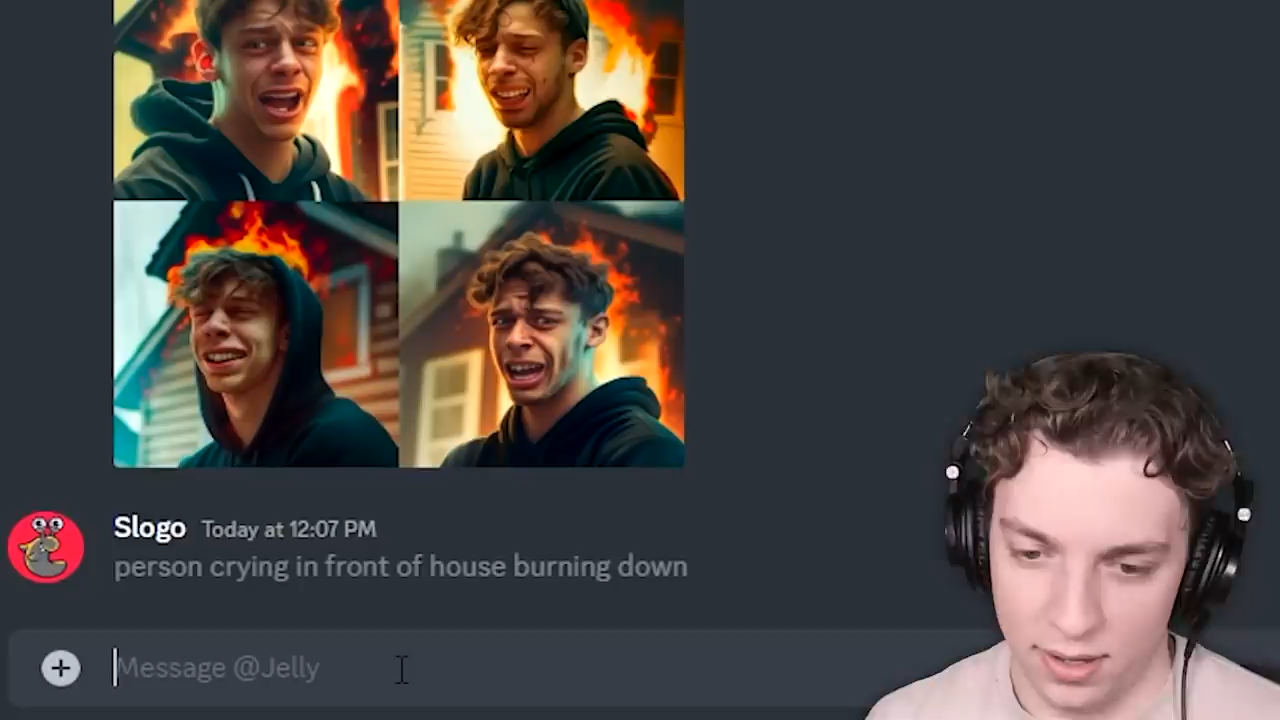 Slogo Today at 12:07 PM
person crying in front of house burning down
Message @Jelly